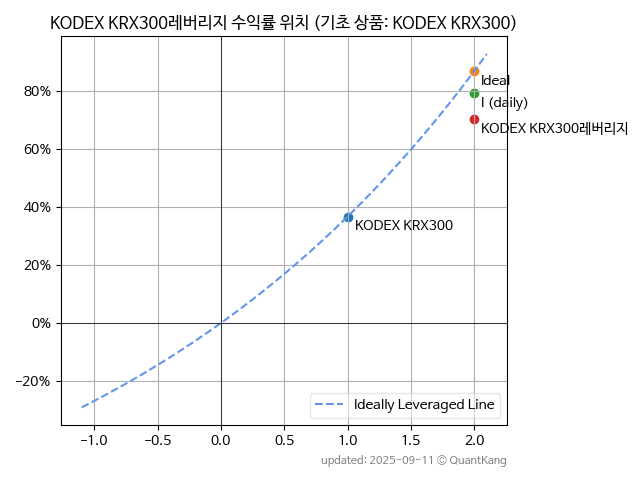 KODEX KRX300레버리지 수익률 위치 (기초 상품: KODEX KRX300)
80%
60%
40%
20%
0%
−20%
Ideal
I (daily)
KODEX KRX300레버리지
KODEX KRX300
Ideally Leveraged Line
−1.0
−0.5
0.0
0.5
1.0
1.5
2.0
updated: 2025-09-11 © QuantKang